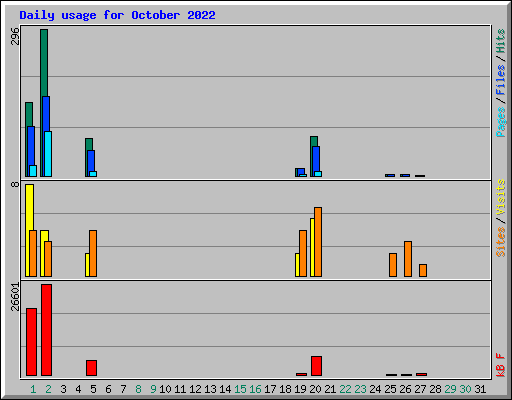 Daily usage for October 2022
296
Pages / Files / Hits
8
Sites / Visits
26601
kB F
1 2 3 4 5 6 7 8 9 10 11 12 13 14 15 16 17 18 19 20 21 22 23 24 25 26 27 28 29 30 31